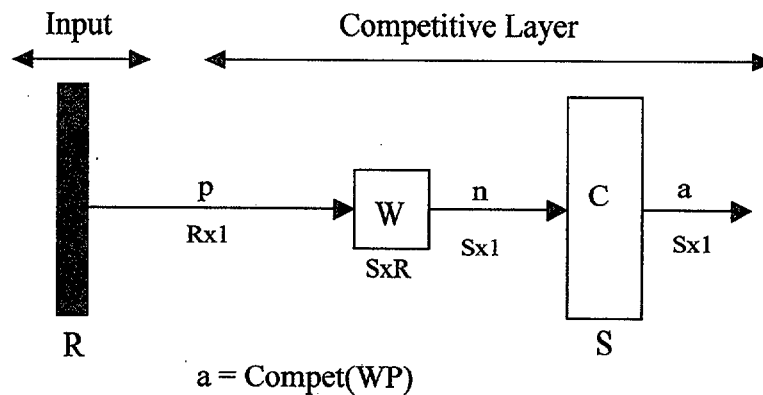 Input
Competitive Layer
p
n
a
W
C
Rx1
Sx1
Sx1
SxR
R
S
a = Compet(WP)